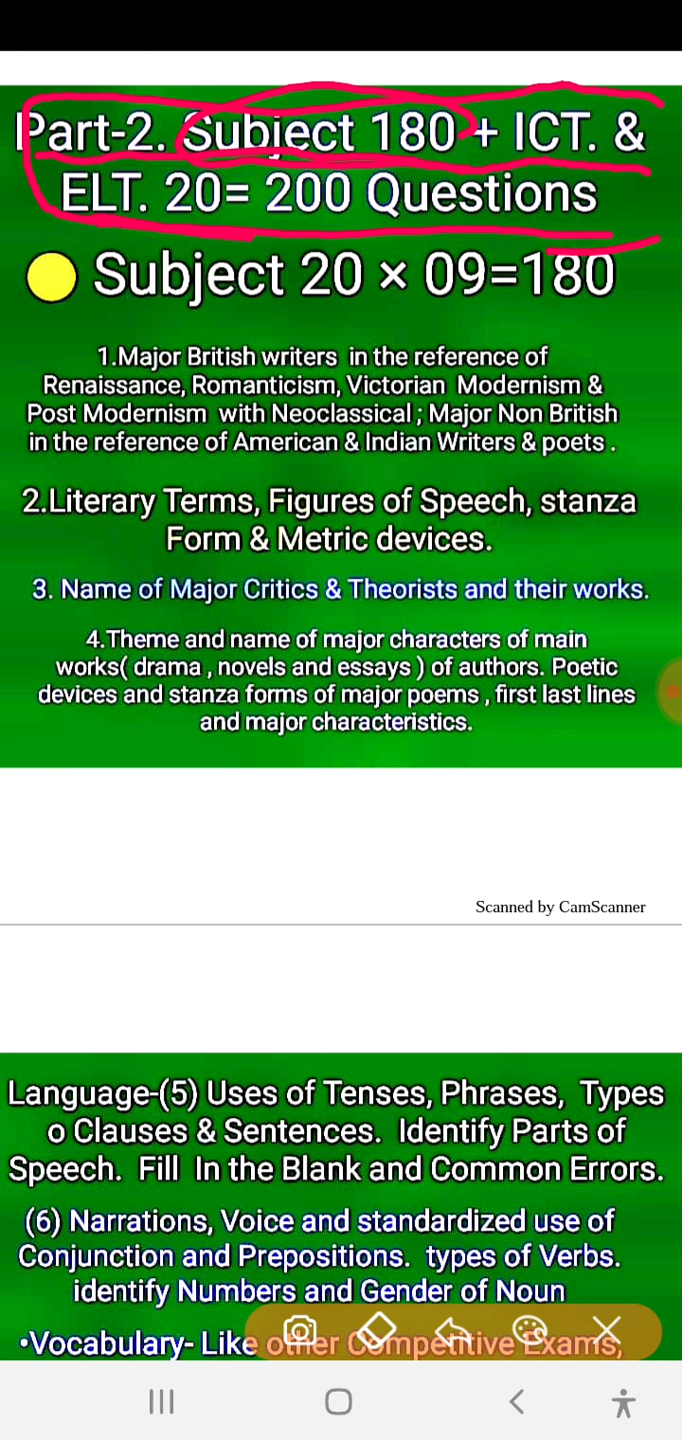 Part-2. Subject 180 + ICT. &
ELT. 20= 200 Questions
Subject 20 × 09=180
1.Major British writers in the reference of
Renaissance, Romanticism, Victorian Modernism &
Post Modernism with Neoclassical ; Major Non British
in the reference of American & Indian Writers & poets .
2.Literary Terms, Figures of Speech, stanza
Form & Metric devices.
3. Name of Major Critics & Theorists and their works.
4.Theme and name of major characters of main
works( drama , novels and essays ) of authors. Poetic
devices and stanza forms of major poems , first last lines
and major characteristics.
Scanned by CamScanner
Language-(5) Uses of Tenses, Phrases, Types
o Clauses & Sentences. Identify Parts of
Speech. Fill In the Blank and Common Errors.
(6) Narrations, Voice and standardized use of
Conjunction and Prepositions. types of Verbs.
identify Numbers and Gender of Noun
•Vocabulary- Like other Competitive Exams,